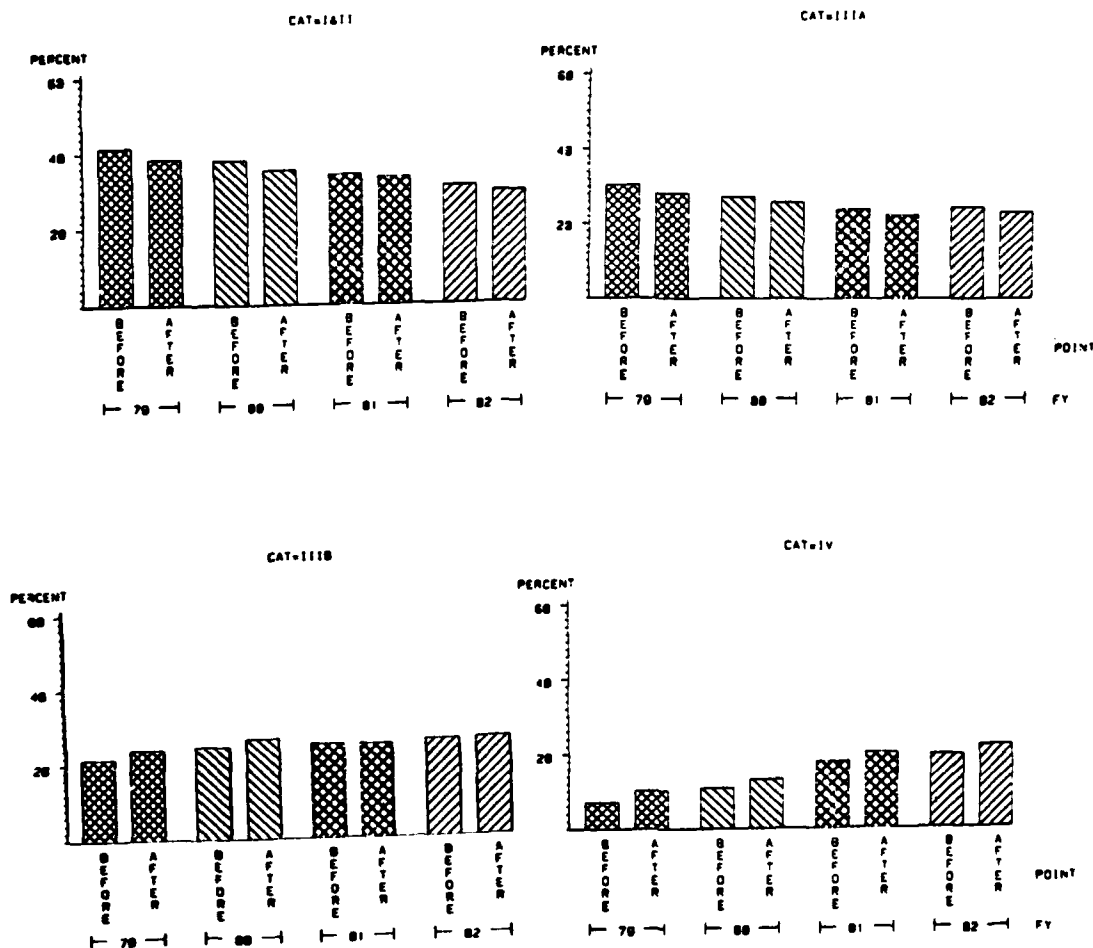 CAT=I&II
PERCENT
60
40
20
BEFORE AFTER BEFORE AFTER BEFORE AFTER BEFORE AFTER
79 80 81 82
CAT=IIIA
PERCENT
60
40
20
BEFORE AFTER BEFORE AFTER BEFORE AFTER BEFORE AFTER POINT
79 80 81 82 FY
CAT=IIIB
PERCENT
60
40
20
BEFORE AFTER BEFORE AFTER BEFORE AFTER BEFORE AFTER
79 80 81 82
CAT=IV
PERCENT
60
40
20
BEFORE AFTER BEFORE AFTER BEFORE AFTER BEFORE AFTER POINT
79 80 81 82 FY